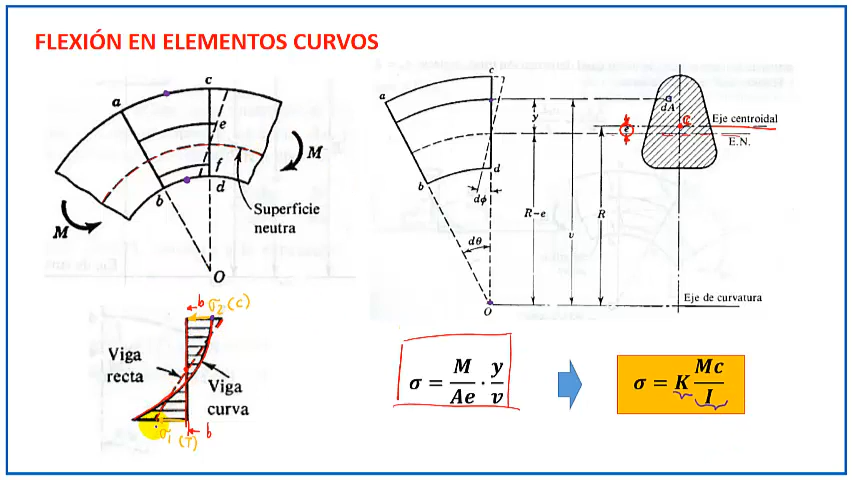 FLEXIÓN EN ELEMENTOS CURVOS
a
c
e
f
b
d
M
M
Superficie
neutra
O
a
c
b
d
dϕ
dθ
O
y
R-e
υ
R
e
dA
C
Eje centroidal
E.N.
Eje de curvatura
b σ2 (C)
Viga
recta
Viga
curva
σ1 (T)
b
σ = M/Ae · y/v
σ = K Mc/I